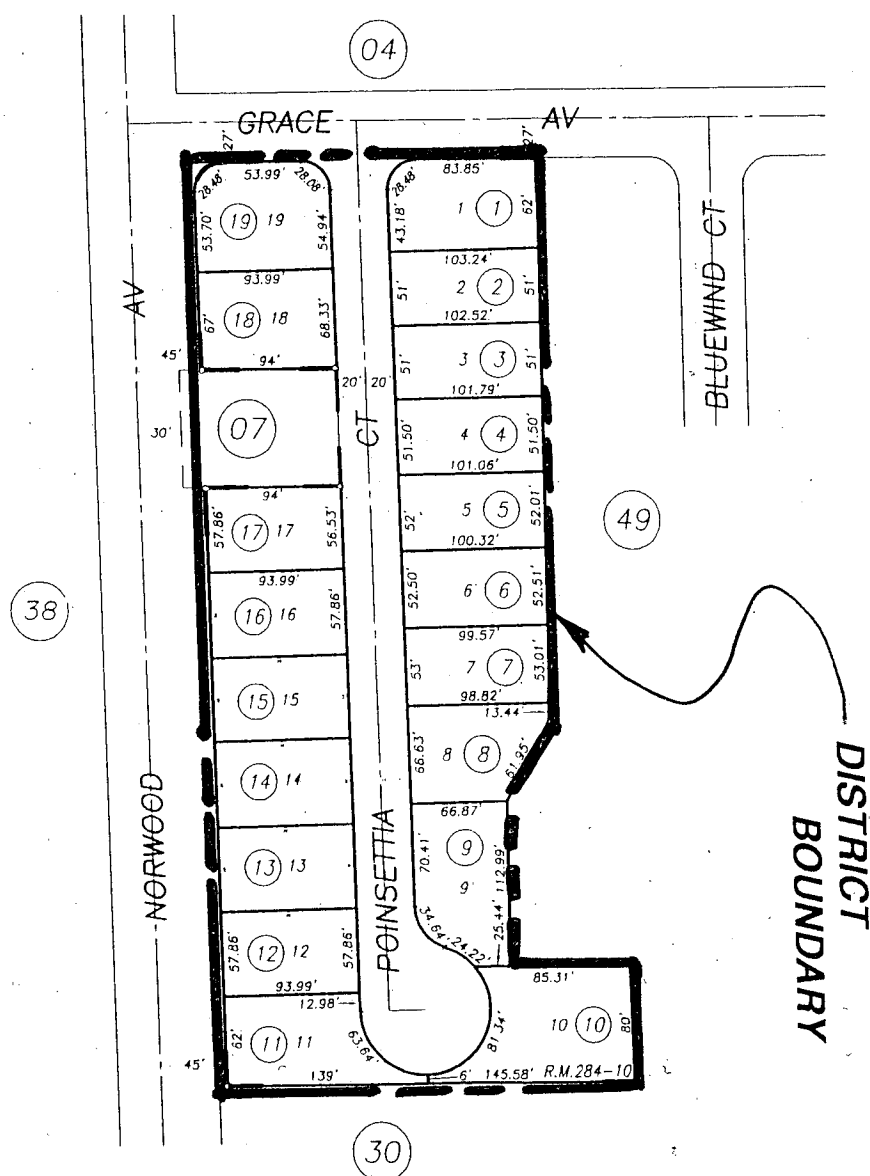 04
GRACE AV
27' 27'
28.48' 53.99' 28.08'
53.70' 19 19 54.94'
28.48' 83.85'
43.18' 1 1 62'
93.99'
67' 18 18 68.33'
103.24'
51' 2 2 51'
102.52'
51' 3 3 51'
101.79'
45' 94'
20' 20'
30' 07
51.50' 4 4 51.50'
101.06'
94'
57.86' 17 17 56.53'
52' 5 5 52.01'
100.32'
93.99'
16 16 57.86'
52.50' 6 6 52.51'
99.57'
53' 7 7 53.01'
98.82'
13.44'
15 15
66.63' 8 8 61.95'
14 14
66.87'
13 13
70.41' 9 9 112.99'
34.64' 24.22' 25.44'
57.86' 12 12 57.86'
93.99'
12.98'
85.31'
62' 11 11 63.64'
81.34' 10 10 80'
45' 139' 6' 145.58' R.M.284-10
30
38
49
NORWOOD AV
POINSETTIA CT
BLUEWIND CT
DISTRICT
BOUNDARY